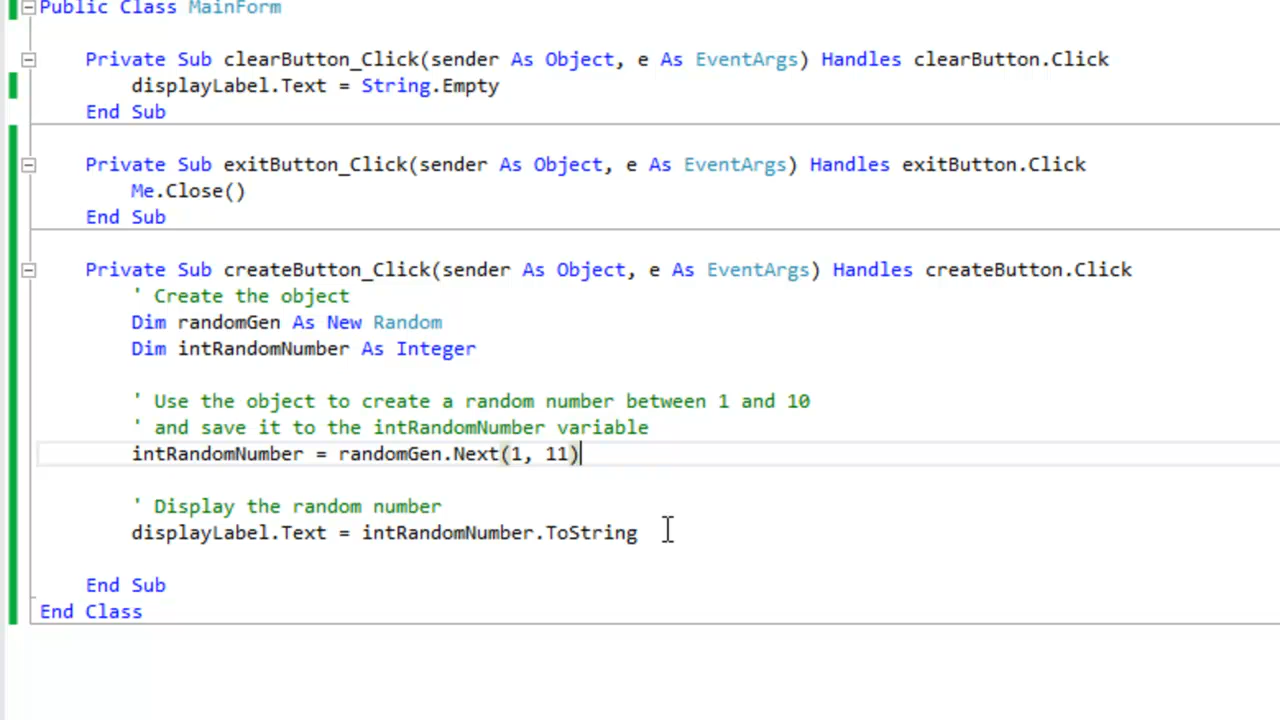 Public Class MainForm
Private Sub clearButton_Click(sender As Object, e As EventArgs) Handles clearButton.Click
displayLabel.Text = String.Empty
End Sub
Private Sub exitButton_Click(sender As Object, e As EventArgs) Handles exitButton.Click
Me.Close()
End Sub
Private Sub createButton_Click(sender As Object, e As EventArgs) Handles createButton.Click
' Create the object
Dim randomGen As New Random
Dim intRandomNumber As Integer
' Use the object to create a random number between 1 and 10
' and save it to the intRandomNumber variable
intRandomNumber = randomGen.Next(1, 11)
' Display the random number
displayLabel.Text = intRandomNumber.ToString
End Sub
End Class